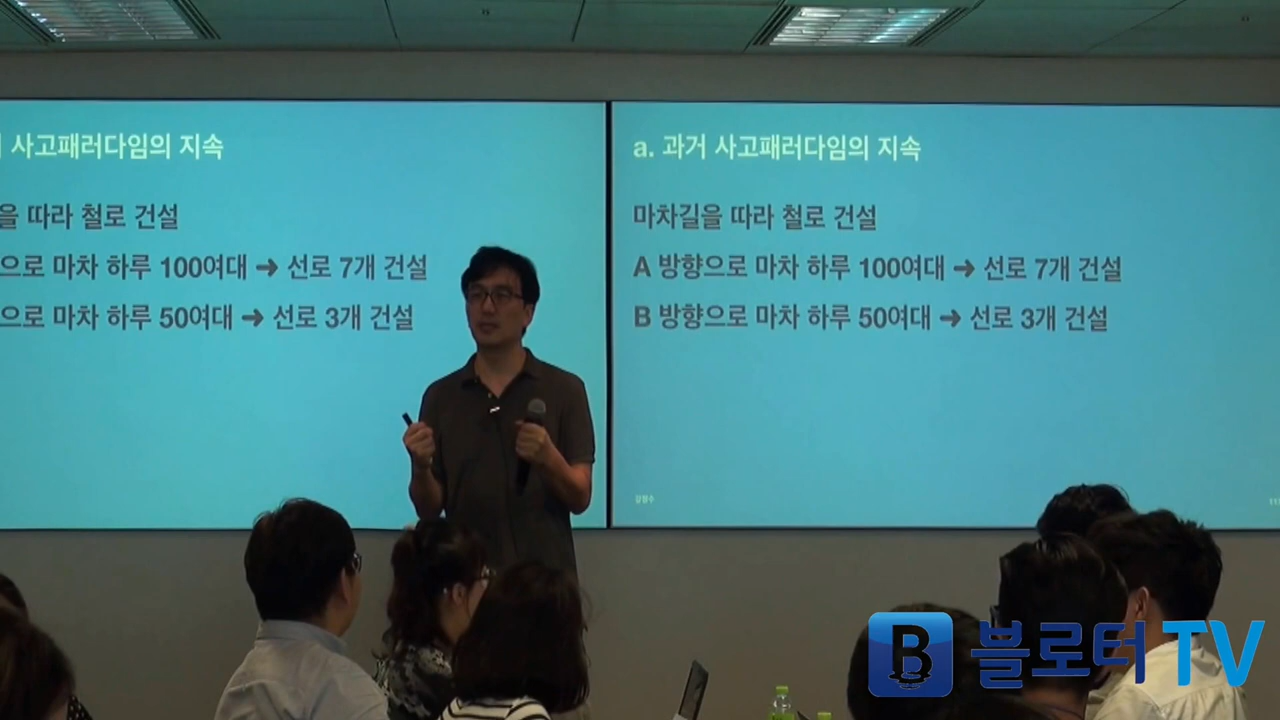 사고패러다임의 지속
을 따라 철로 건설
으로 마차 하루 100여대 → 선로 7개 건설
으로 마차 하루 50여대 → 선로 3개 건설
a. 과거 사고패러다임의 지속
마차길을 따라 철로 건설
A 방향으로 마차 하루 100여대 → 선로 7개 건설
B 방향으로 마차 하루 50여대 → 선로 3개 건설
B 블로터 TV